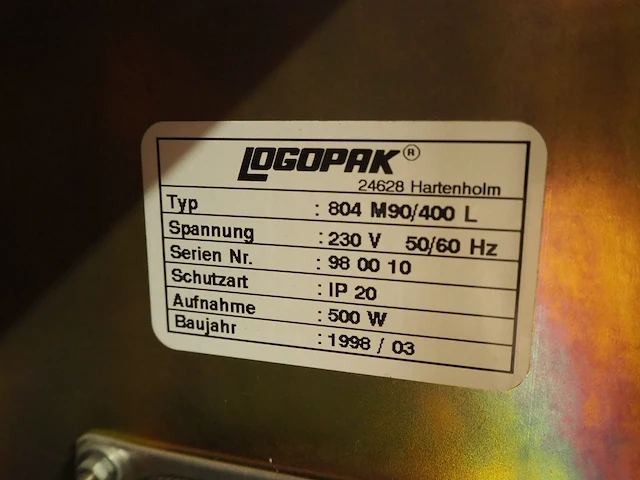 LOGOPAK®
24628 Hartenholm
Typ : 804 M90/400 L
Spannung : 230 V 50/60 Hz
Serien Nr. : 98 00 10
Schutzart : IP 20
Aufnahme : 500 W
Baujahr : 1998 / 03